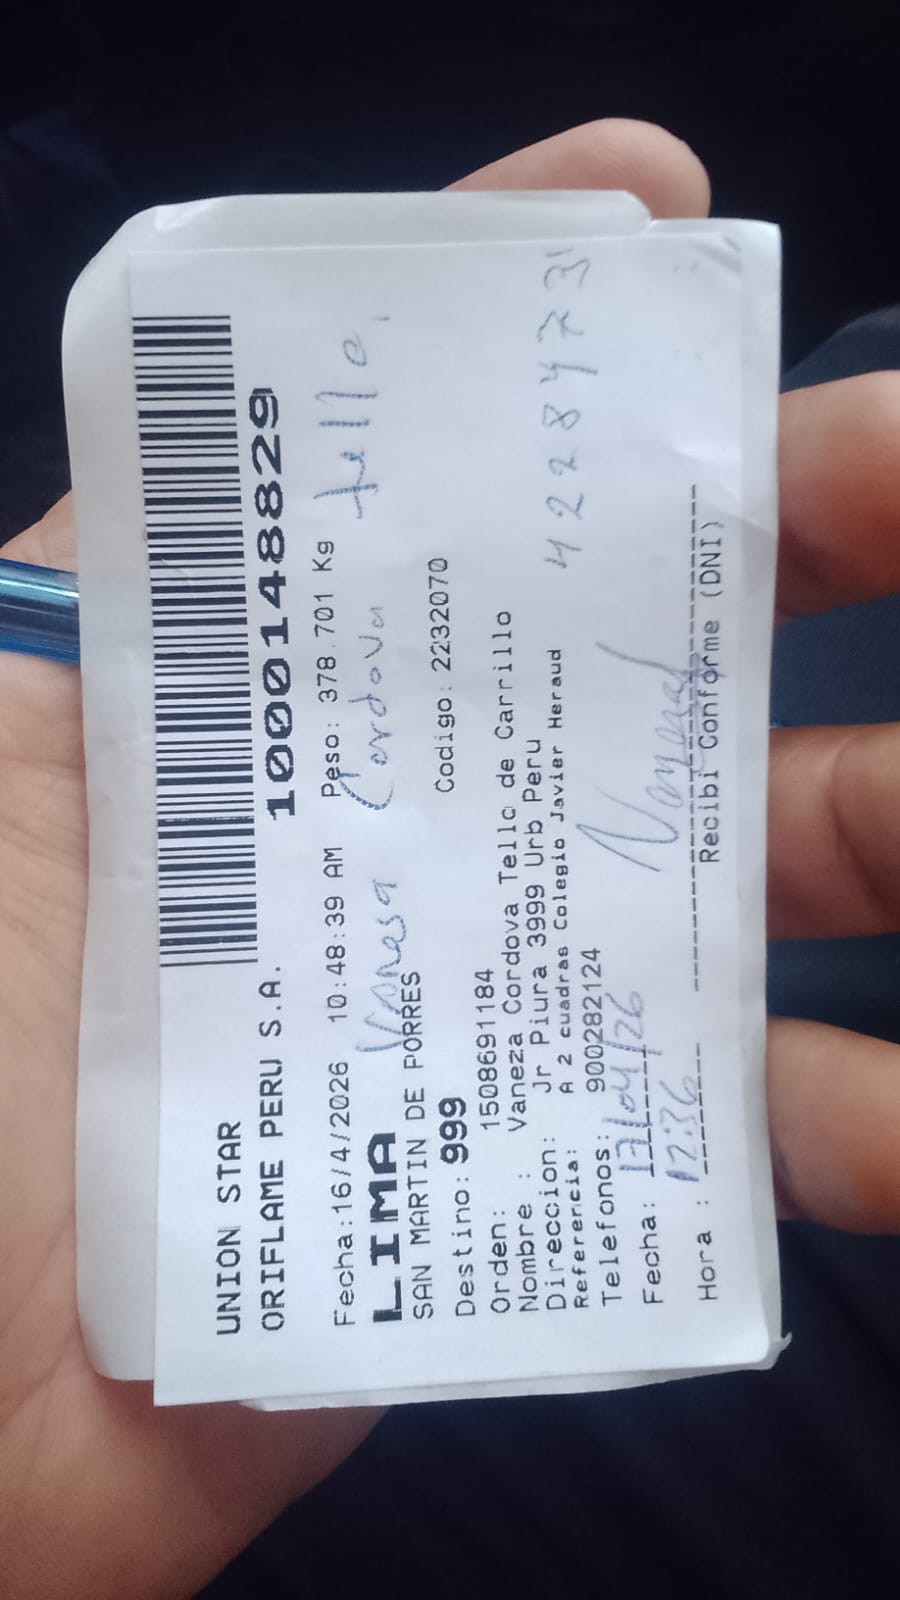 UNION STAR
ORIFLAME PERU S.A. 1000148829
Fecha:16/4/2026 10:48:39 AM Peso: 378.701 Kg
LIMA Vanesa Cordova tello
SAN MARTIN DE PORRES
Destino: 999 Codigo: 2232070
Orden: 1508691184
Nombre : Vaneza Cordova Tello de Carrillo
Direccion: Jr Piura 3999 Urb Peru 42284731
Referencia: A 2 cuadras Colegio Javier Heraud
Telefonos: 900282124
Fecha: 17/04/26
Hora : 12:36
Recibi Conforme (DNI)